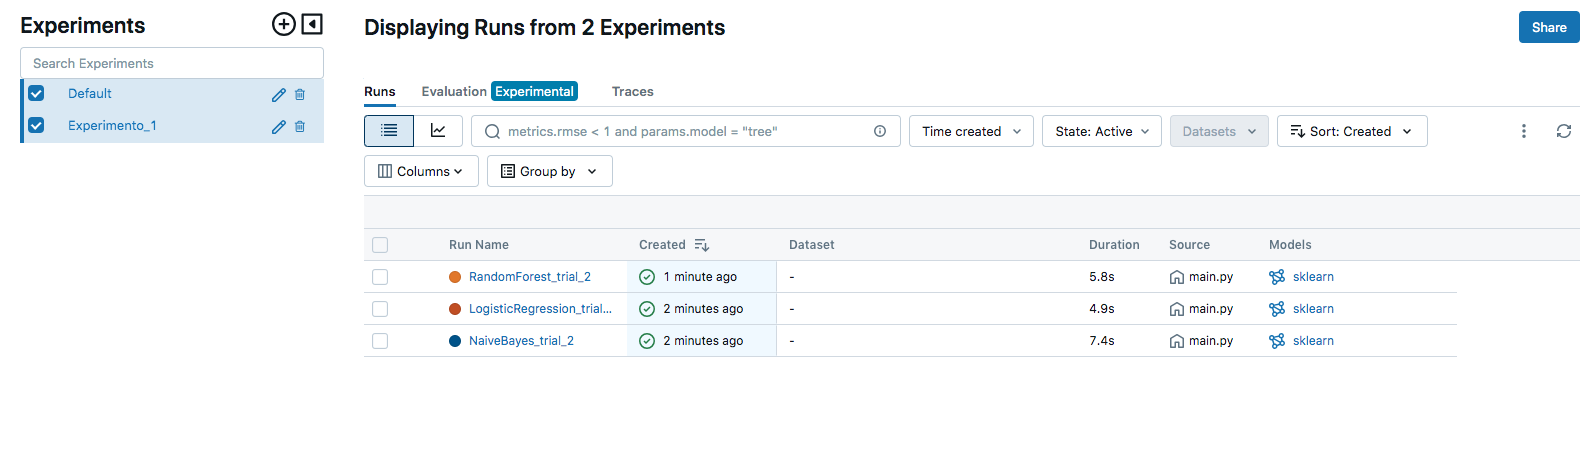 Experiments
Search Experiments
Default
Experimento_1
Displaying Runs from 2 Experiments
Share
Runs Evaluation Experimental Traces
metrics.rmse < 1 and params.model = "tree" Time created State: Active Datasets Sort: Created
Columns Group by
Run Name Created Dataset Duration Source Models
RandomForest_trial_2 1 minute ago - 5.8s main.py sklearn
LogisticRegression_trial... 2 minutes ago - 4.9s main.py sklearn
NaiveBayes_trial_2 2 minutes ago - 7.4s main.py sklearn